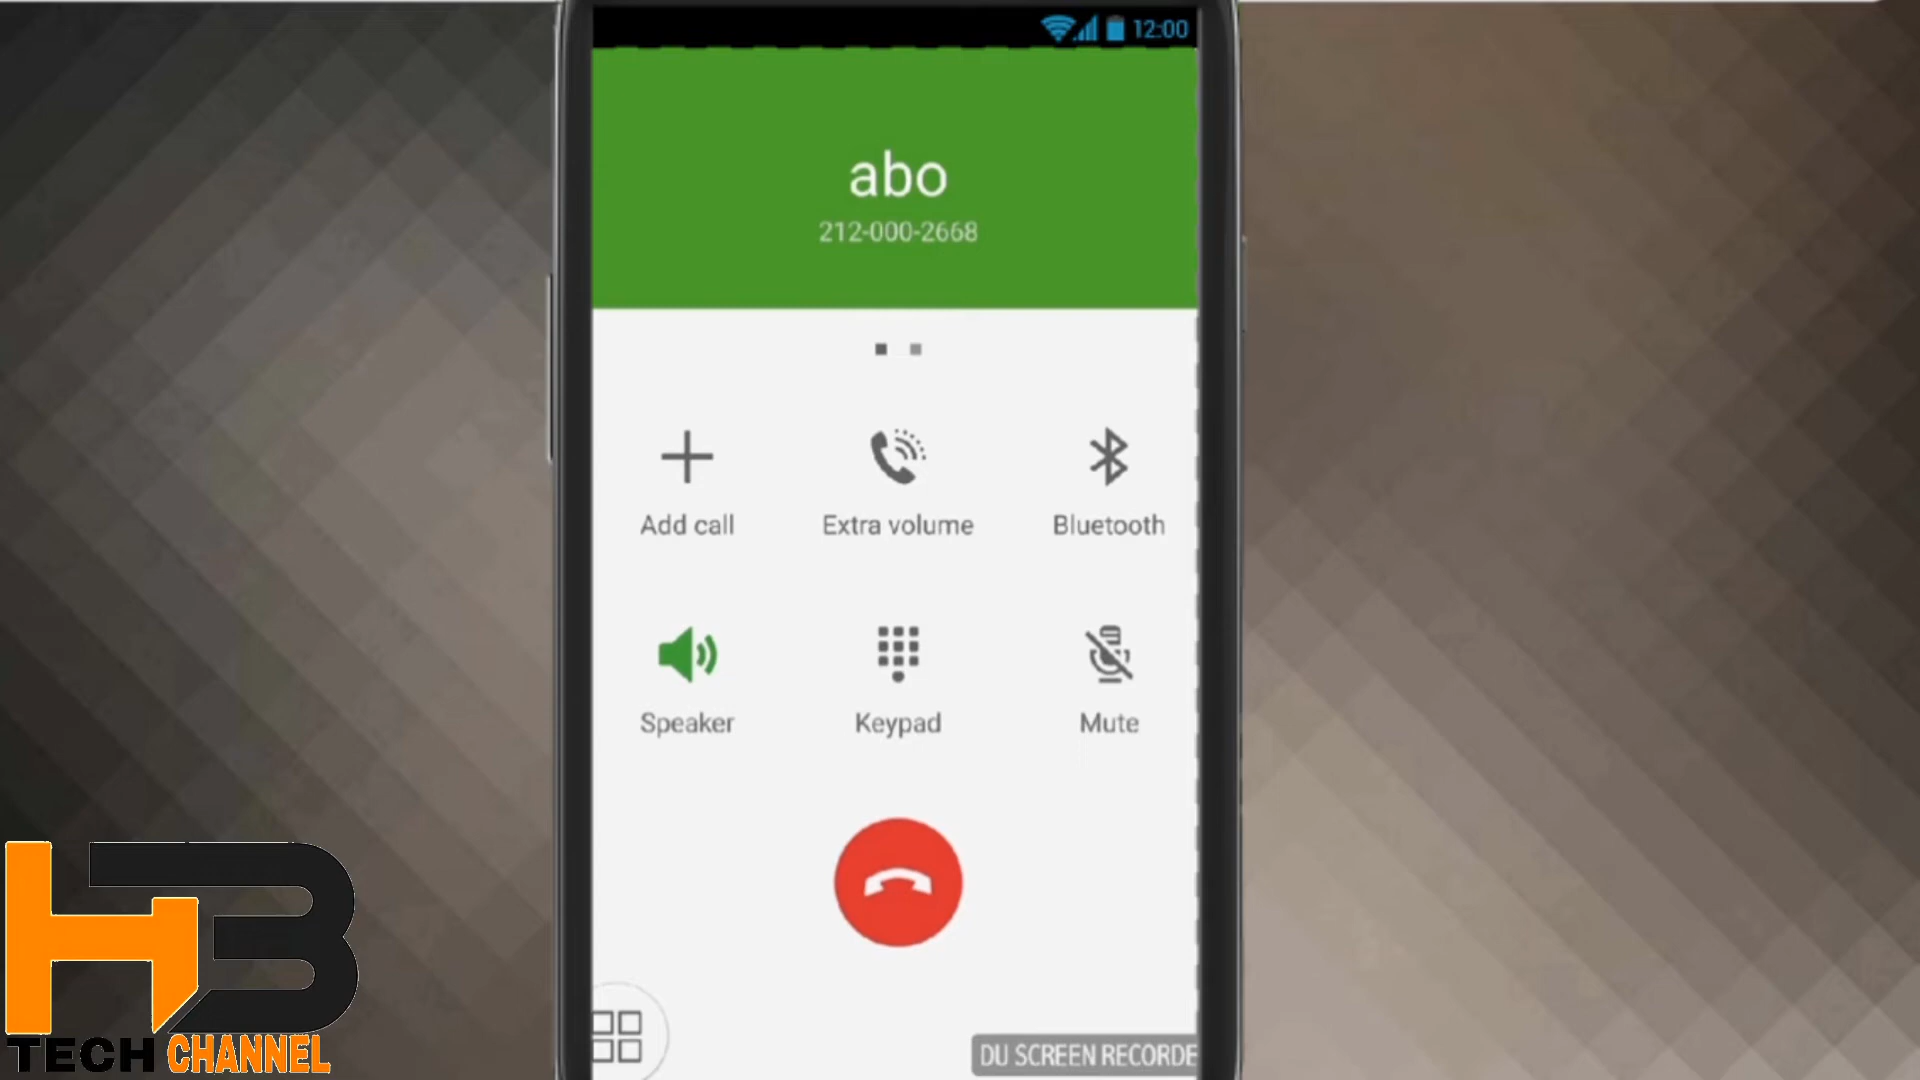 12:00
abo
212-000-2668
Add call
Extra volume
Bluetooth
Speaker
Keypad
Mute
DU SCREEN RECORDE
HB
TECH CHANNEL